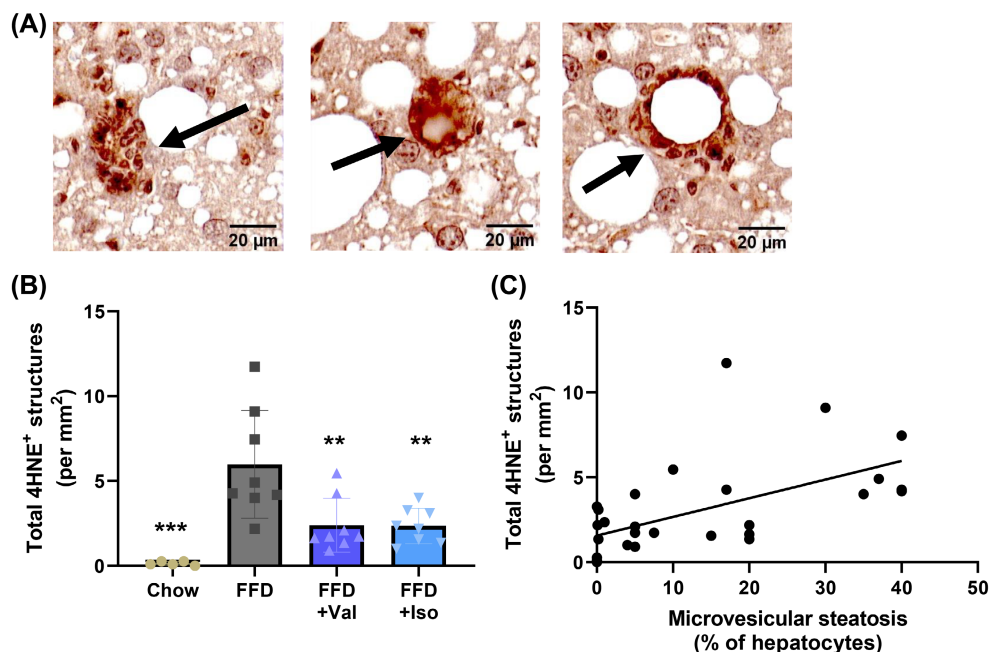 (A)
20 µm
20 µm
20 µm
(B)
Total 4HNE⁺ structures
(per mm²)
15
10
5
0
***
**
**
Chow
FFD
FFD
+Val
FFD
+Iso
(C)
Total 4HNE⁺ structures
(per mm²)
15
10
5
0
0
10
20
30
40
50
Microvesicular steatosis
(% of hepatocytes)